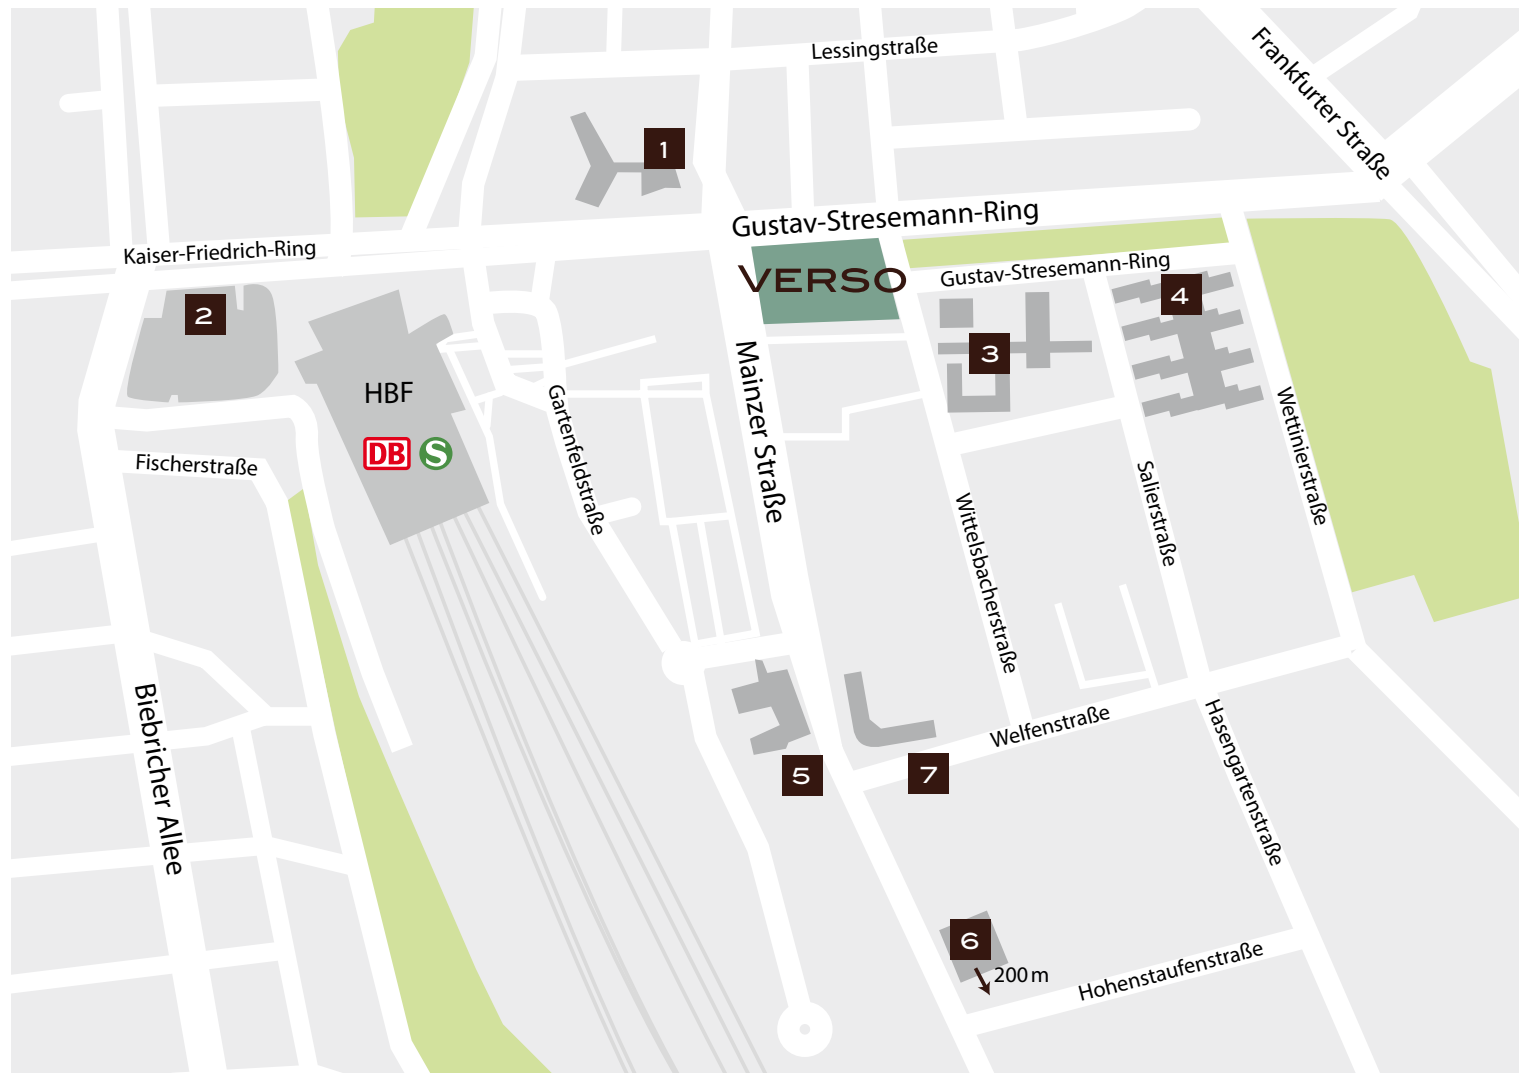 Lessingstraße
Frankfurter Straße
1
Gustav-Stresemann-Ring
Kaiser-Friedrich-Ring
Gustav-Stresemann-Ring
VERSO
2
4
3
HBF
Mainzer Straße
DB S
Gartenfeldstraße
Wettinierstraße
Fischerstraße
Salierstraße
Wittelsbacherstraße
Biebricher Allee
Welfenstraße
Hasengartenstraße
5
7
6
200 m
Hohenstaufenstraße